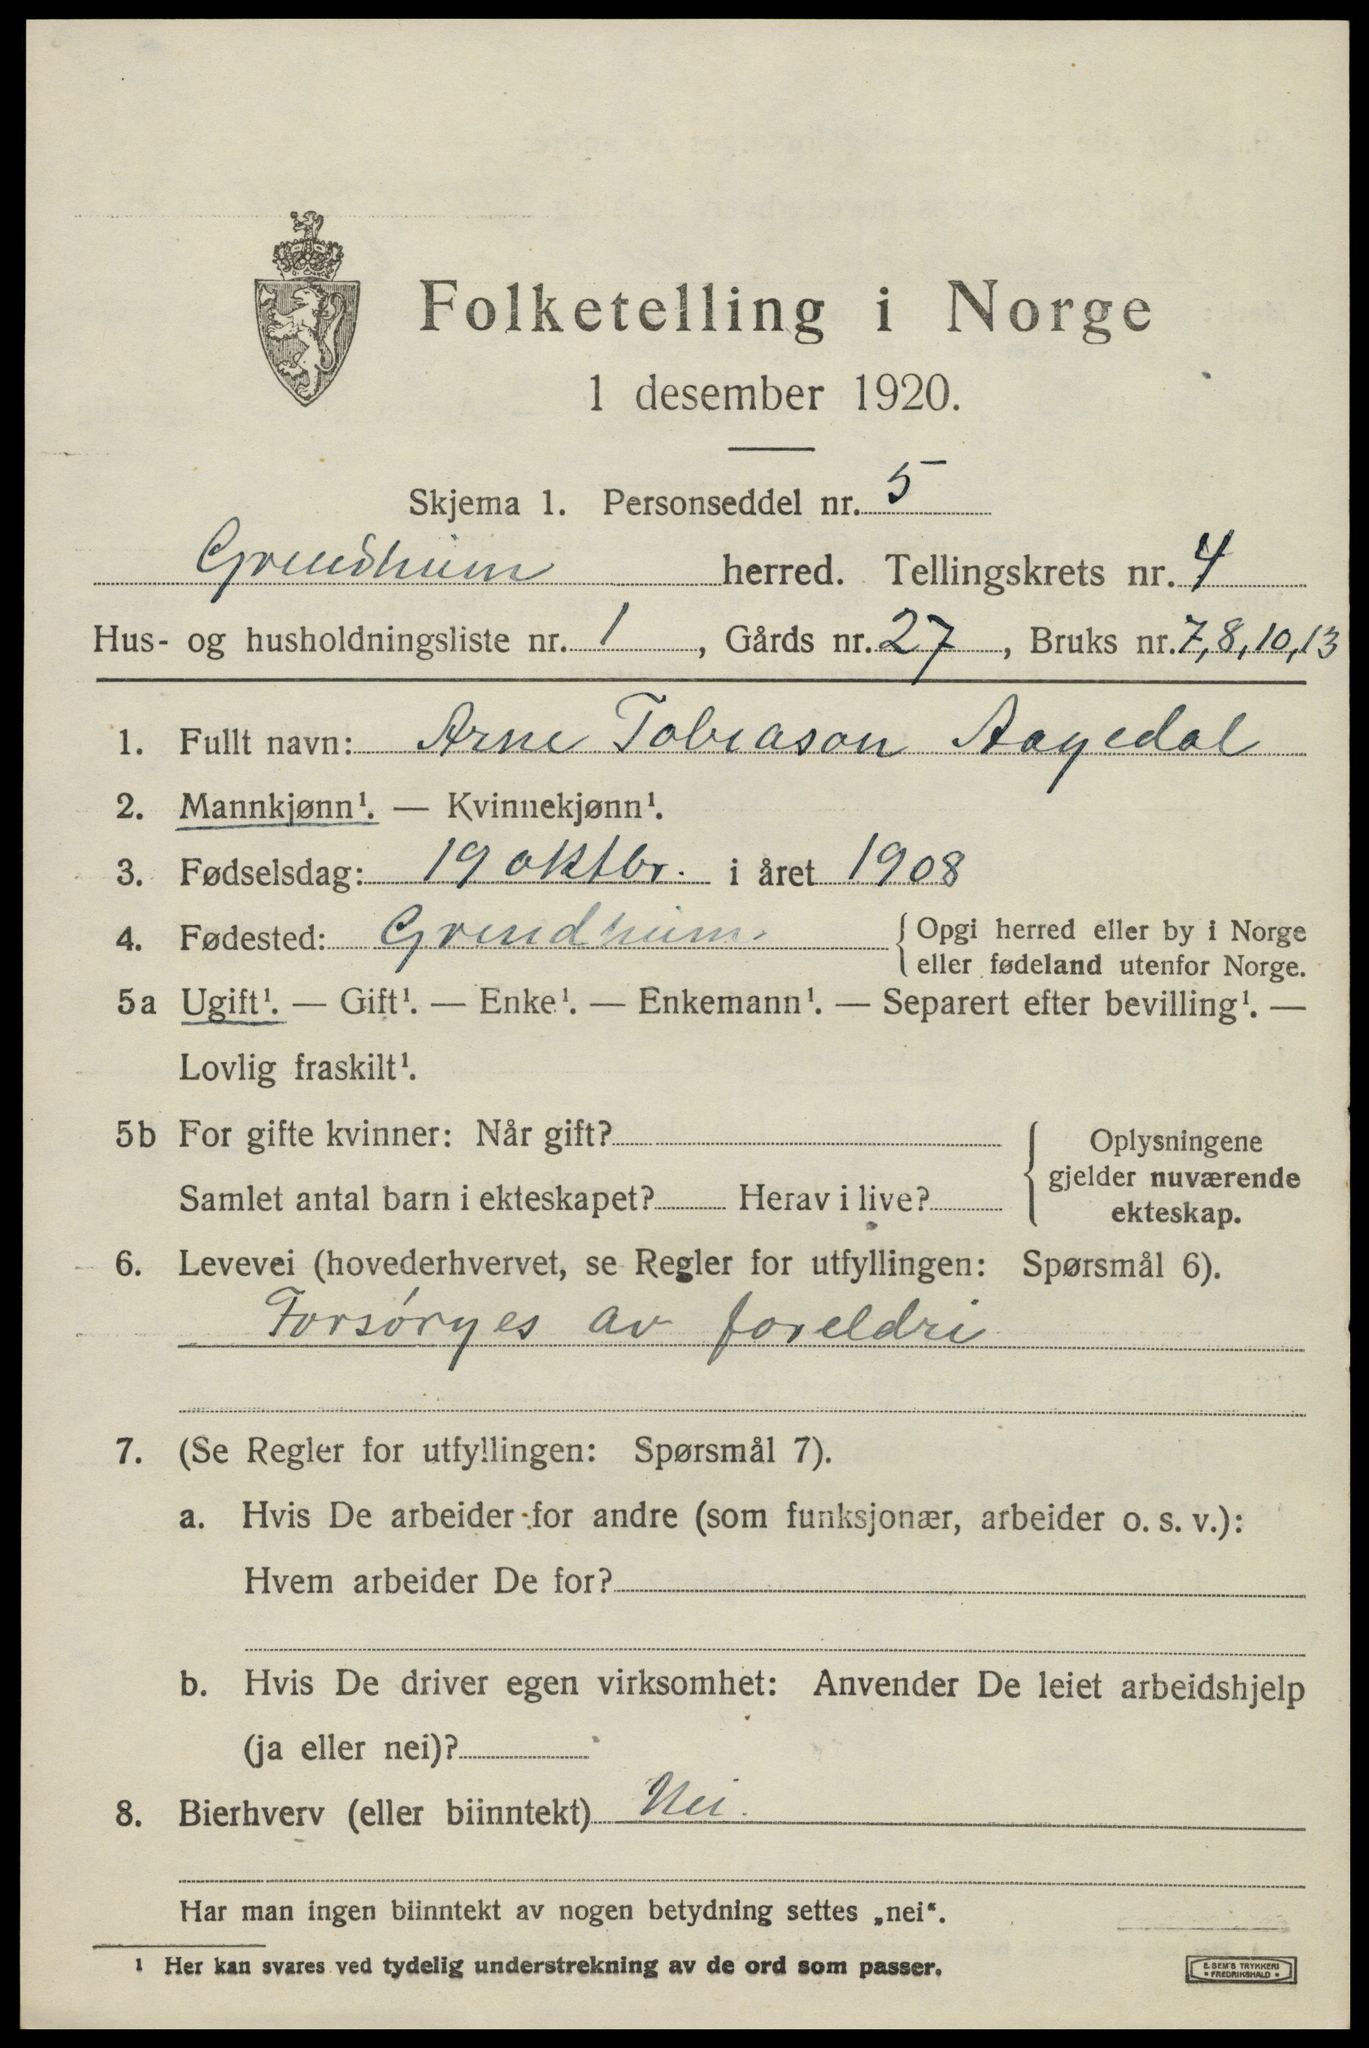 Folketelling i Norge
1 desember 1920.
Skjema 1. Personseddel nr. 5
Grendheim herred. Tellingskrets nr. 4
Hus- og husholdningsliste nr. 1, Gårds nr. 27, Bruks nr. 7, 8, 10, 13
1. Fullt navn: Arne Tobiason Aagedal
2. Mannkjønn¹. — Kvinnekjønn¹.
3. Fødselsdag: 19 oktbr. i året 1908
4. Fødested: Grendheim. { Opgi herred eller by i Norge
eller fødeland utenfor Norge.
5a Ugift¹. — Gift¹. — Enke¹. — Enkemann¹. — Separert efter bevilling¹. —
Lovlig fraskilt¹.
5b For gifte kvinner: Når gift?
Samlet antal barn i ekteskapet? Herav i live?
Oplysningene
gjelder nuværende
ekteskap.
6. Levevei (hovederhvervet, se Regler for utfyllingen: Spørsmål 6).
Forsørges av foreldri
7. (Se Regler for utfyllingen: Spørsmål 7).
a. Hvis De arbeider for andre (som funksjonær, arbeider o. s. v.):
Hvem arbeider De for?
b. Hvis De driver egen virksomhet: Anvender De leiet arbeidshjelp
(ja eller nei)?
8. Bierhverv (eller biinntekt) Nei.
Har man ingen biinntekt av nogen betydning settes „nei“.
¹ Her kan svares ved tydelig understrekning av de ord som passer.
E. SEM'S TRYKKERI
* FREDRIKSHALD *